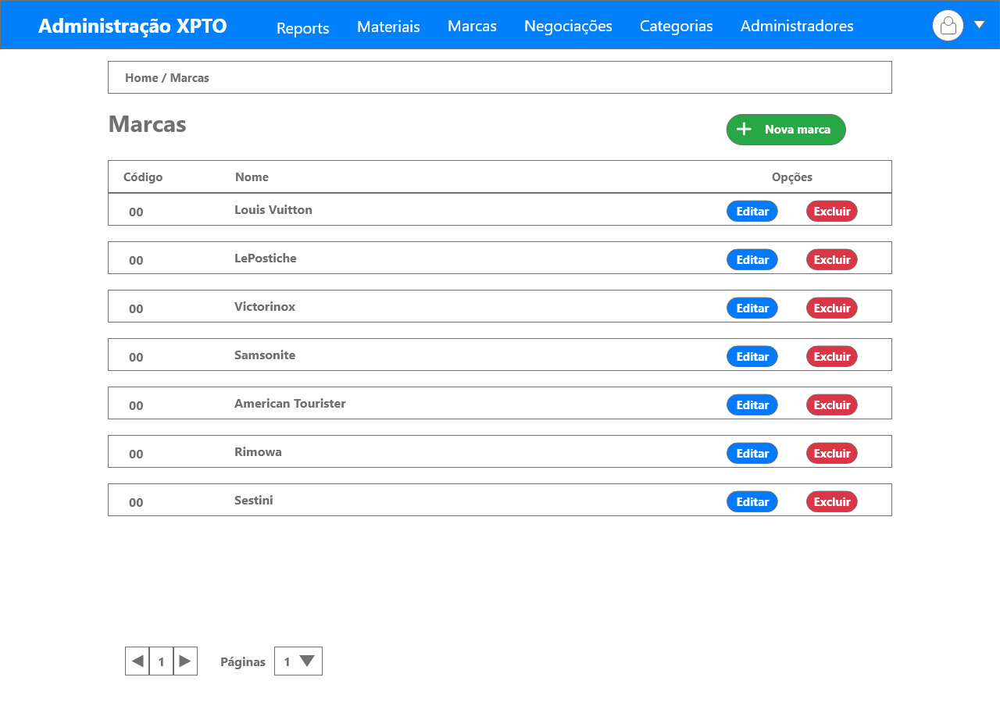 Administração XPTO Reports Materiais Marcas Negociações Categorias Administradores
Home / Marcas
Marcas
Nova marca
Código Nome Opções
00 Louis Vuitton Editar Excluir
00 LePostiche Editar Excluir
00 Victorinox Editar Excluir
00 Samsonite Editar Excluir
00 American Tourister Editar Excluir
00 Rimowa Editar Excluir
00 Sestini Editar Excluir
1 Páginas 1